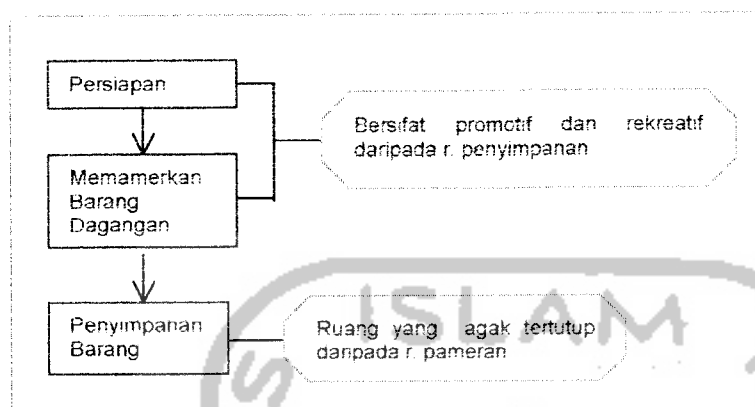 Persiapan
Bersifat promotif dan rekreatif
daripada r. penyimpanan
Memamerkan
Barang
Dagangan
ISLAM
Penyimpanan
Barang
Ruang yang agak tertutup
daripada r. pameran
S